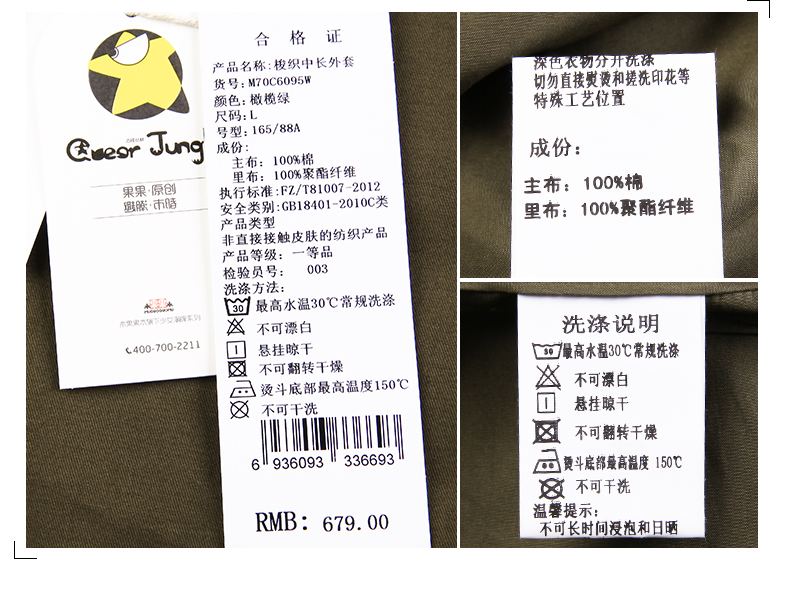 Queer Jung
果果·原创
400-700-2211
合格证
产品名称:梭织中长外套
货号:M70C6095W
颜色:橄榄绿
尺码:L
号型:165/88A
成份:
主布：100%棉
里布：100%聚酯纤维
执行标准:FZ/T81007-2012
安全类别:GB18401-2010C类
产品类型
非直接接触皮肤的纺织产品
产品等级：一等品
检验员号： 003
洗涤方法:
30 最高水温30℃常规洗涤
不可漂白
悬挂晾干
不可翻转干燥
熨斗底部最高温度150℃
不可干洗
6 936093 336693
RMB: 679.00
深色衣物分开洗涤
切勿直接熨烫和搓洗印花等
特殊工艺位置
成份：
主布：100%棉
里布：100%聚酯纤维
洗涤说明
30 最高水温30℃常规洗涤
不可漂白
悬挂晾干
不可翻转干燥
熨斗底部最高温度 150℃
不可干洗
温馨提示:
不可长时间浸泡和日晒